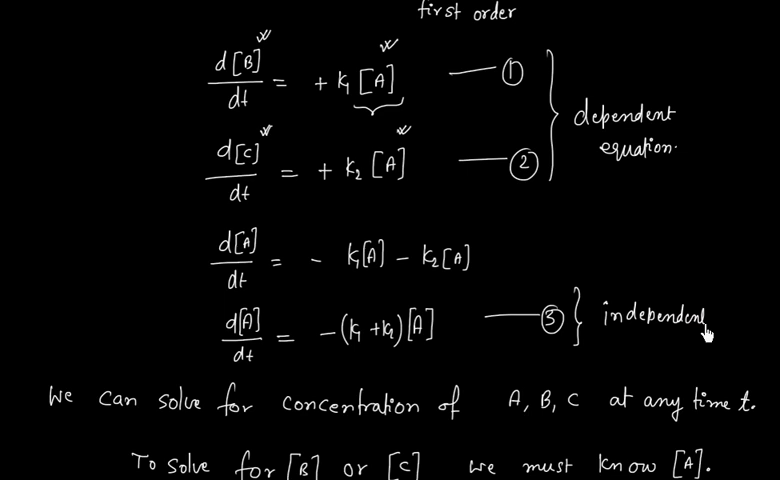 first order
d[B]/dt = + k₁ [A] —— ①
dependent
equation.
d[C]/dt = + k₂ [A] —— ②
d[A]/dt = - k₁[A] - k₂[A]
d[A]/dt = -(k₁ + k₂)[A] —— ③ } independent
We can solve for concentration of A, B, C at any time t.
To solve for [B] or [C] we must know [A].